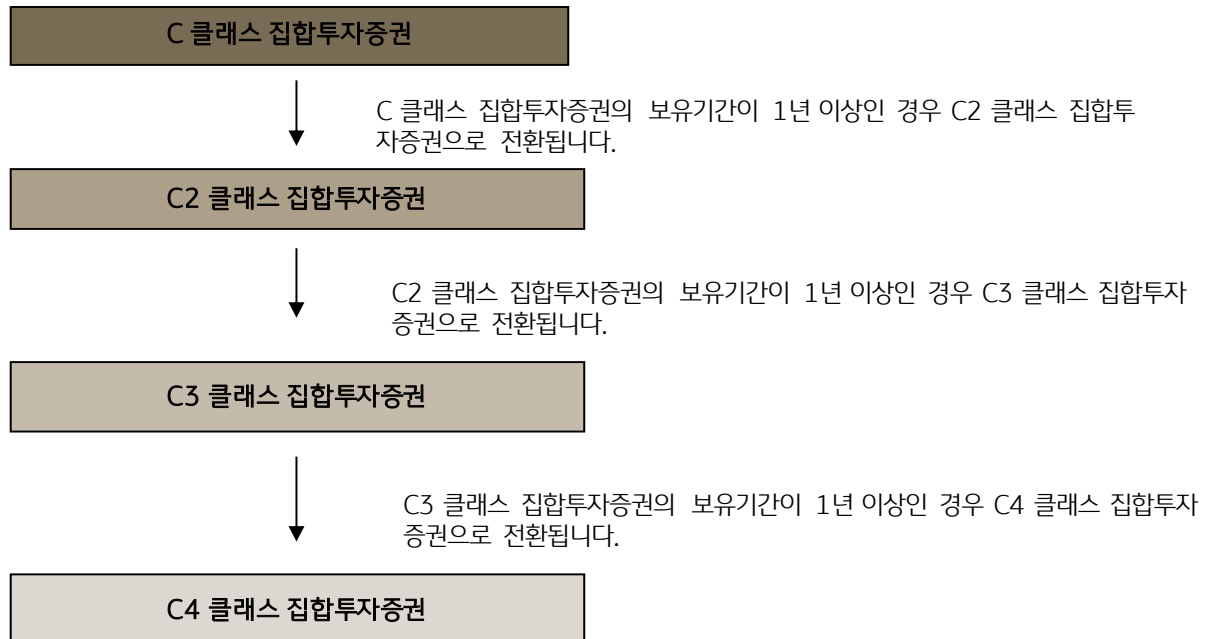 C 클래스 집합투자증권
C 클래스 집합투자증권의 보유기간이 1년 이상인 경우 C2 클래스 집합투
자증권으로 전환됩니다.
C2 클래스 집합투자증권
C2 클래스 집합투자증권의 보유기간이 1년 이상인 경우 C3 클래스 집합투자
증권으로 전환됩니다.
C3 클래스 집합투자증권
C3 클래스 집합투자증권의 보유기간이 1년 이상인 경우 C4 클래스 집합투자
증권으로 전환됩니다.
C4 클래스 집합투자증권